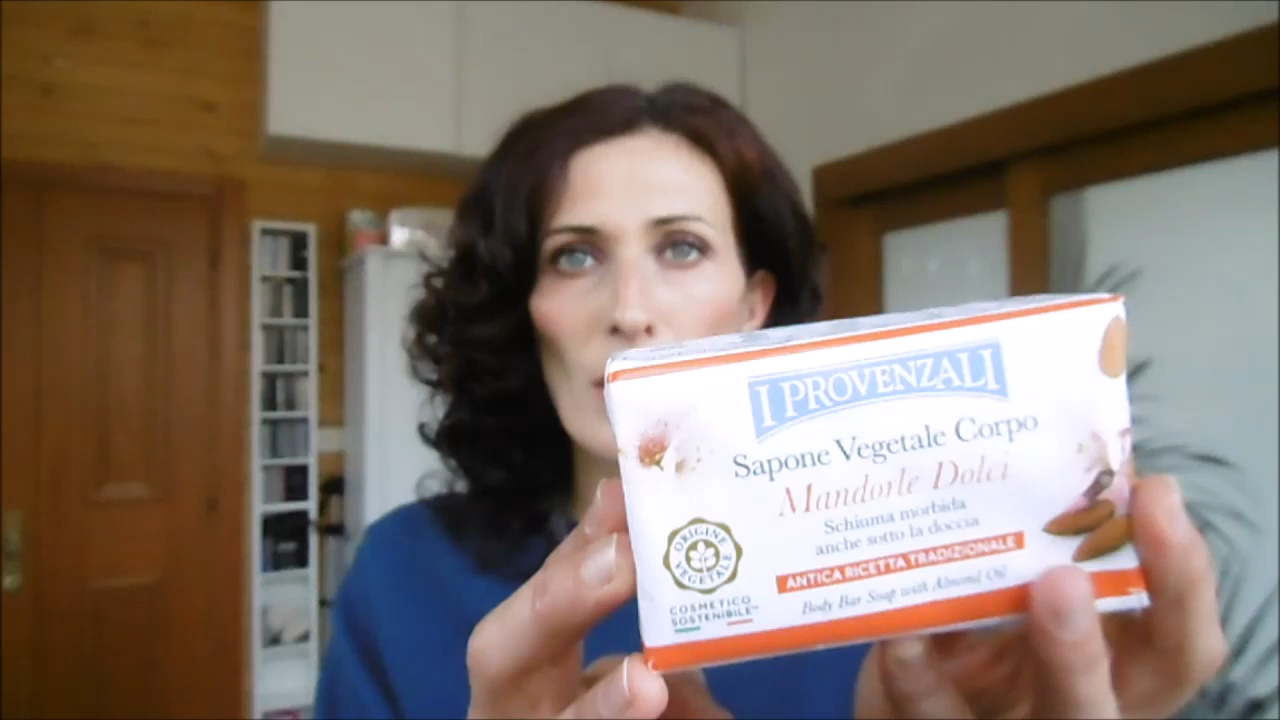 I PROVENZALI
Sapone Vegetale Corpo
Mandorle Dolci
Schiuma morbida
anche sotto la doccia
ANTICA RICETTA TRADIZIONALE
Body Bar Soap with Almond Oil
ORIGINE
VEGETALE
COSMETICO
SOSTENIBILE™